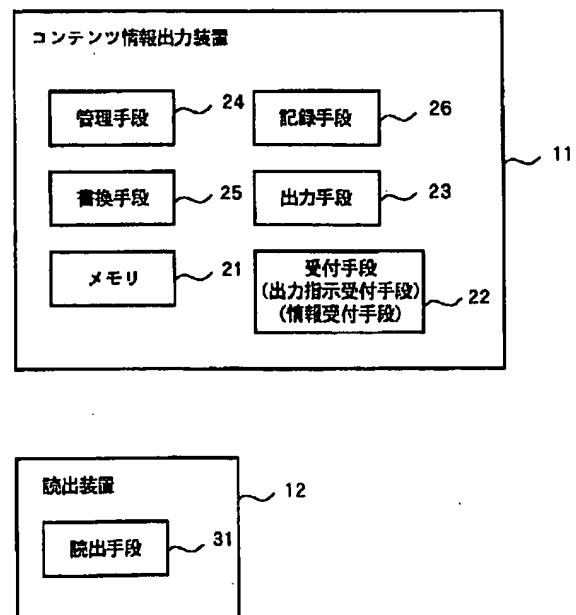 コンテンツ情報出力装置
管理手段 24
記録手段 26
11
書換手段 25
出力手段 23
メモリ 21
受付手段
(出力指示受付手段)
(情報受付手段)
22
読出装置
12
読出手段 31